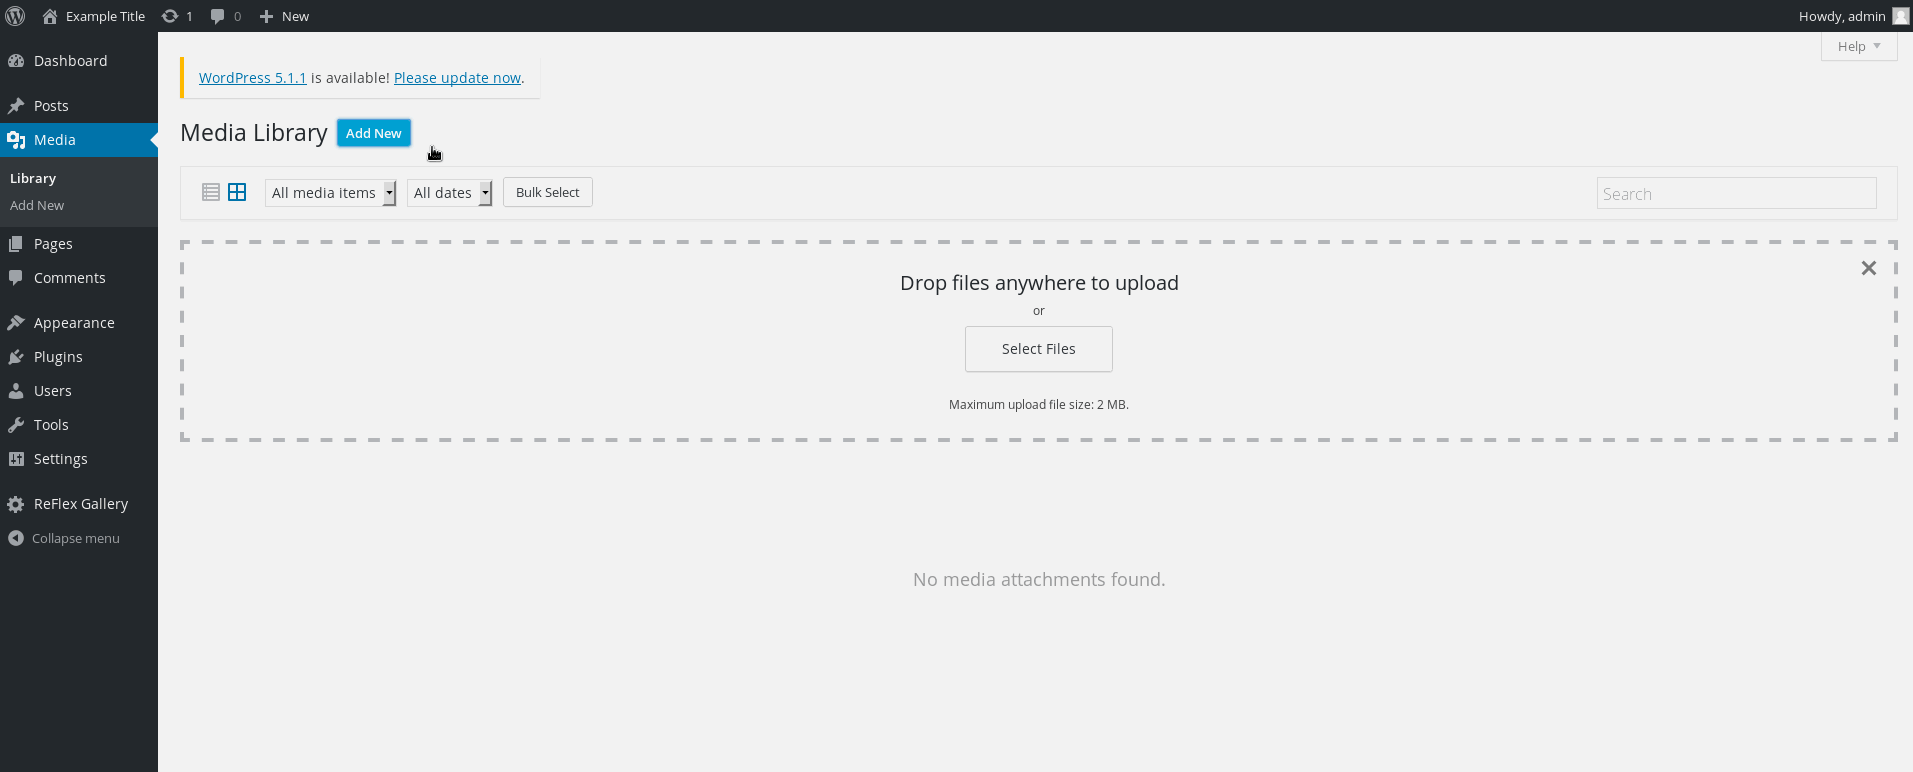 Example Title 1 0 New Howdy, admin
Help
Dashboard
Posts
Media
Library
Add New
Pages
Comments
Appearance
Plugins
Users
Tools
Settings
ReFlex Gallery
Collapse menu
WordPress 5.1.1 is available! Please update now.
Media Library Add New
All media items All dates Bulk Select Search
Drop files anywhere to upload
or
Select Files
Maximum upload file size: 2 MB.
No media attachments found.